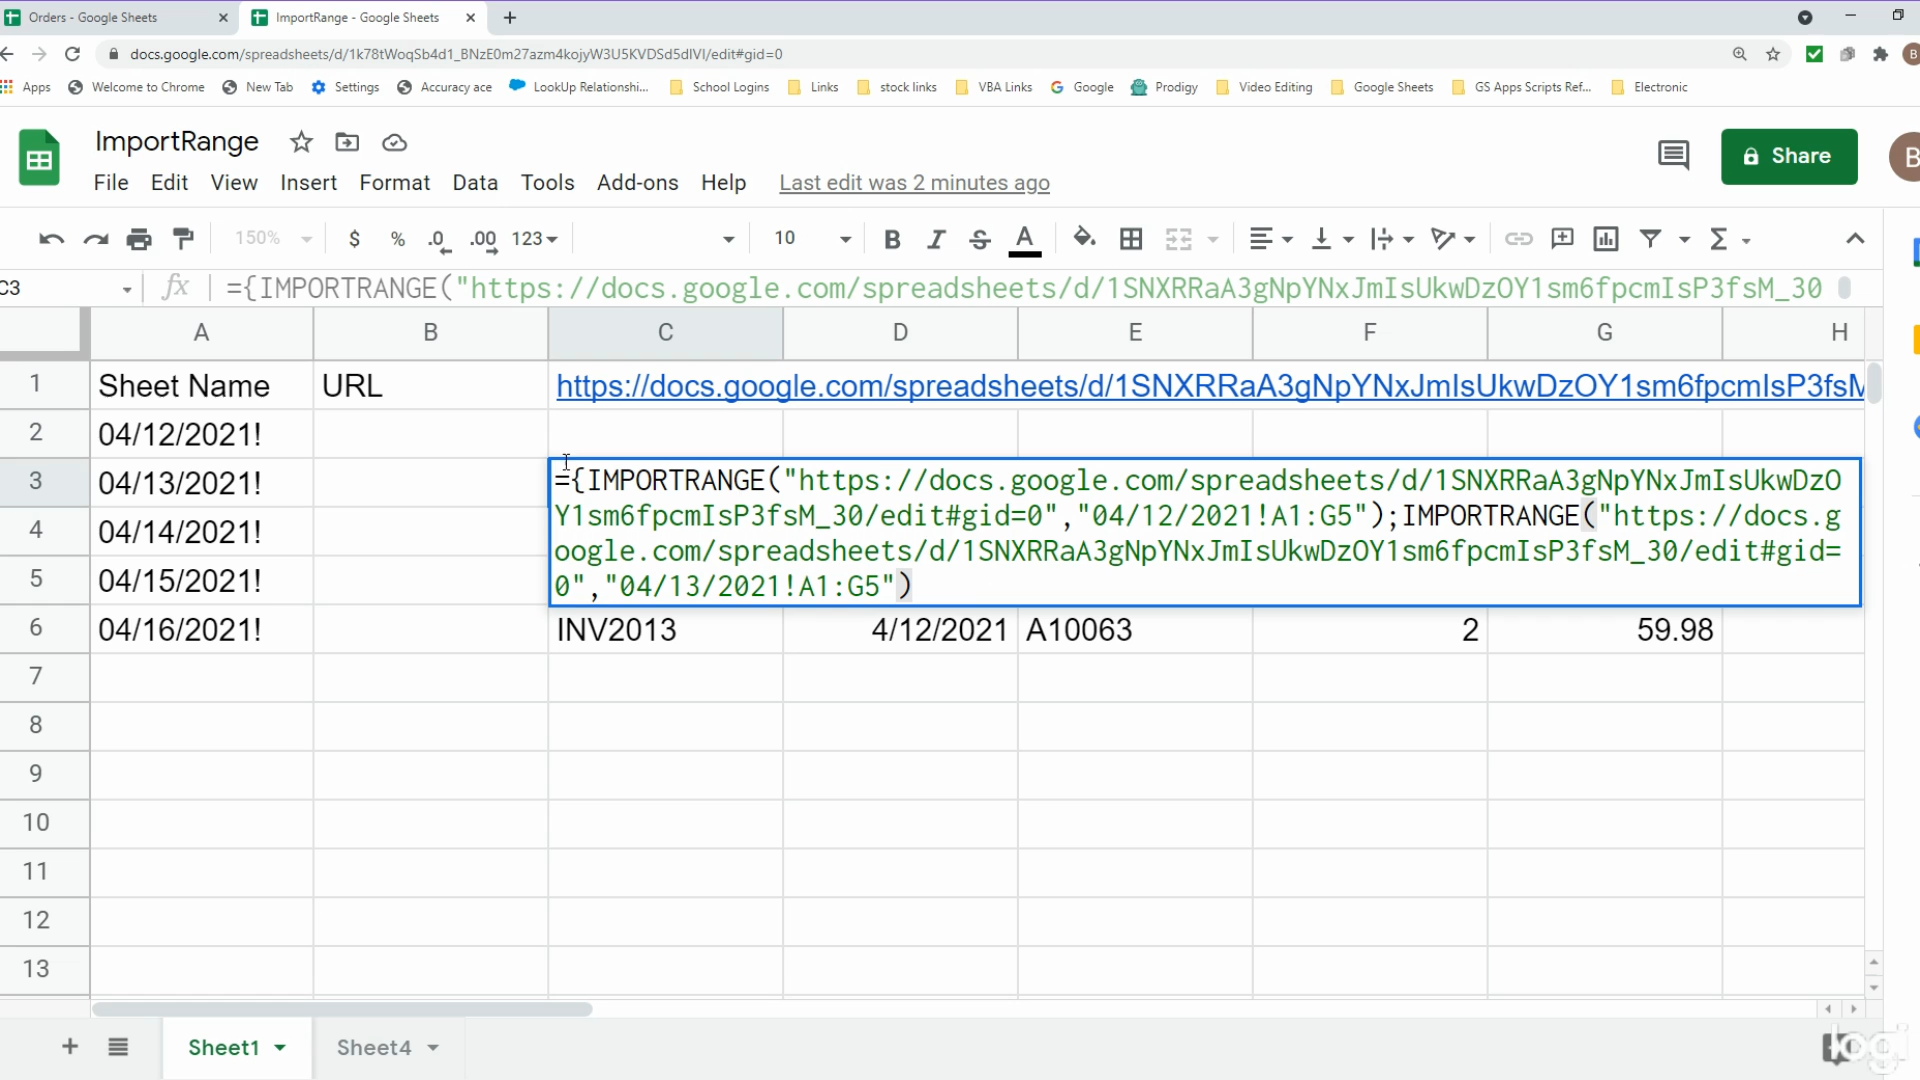 Orders - Google Sheets
ImportRange - Google Sheets
docs.google.com/spreadsheets/d/1k78tWoqSb4d1_BNzE0m27azm4kojyW3U5KVDSd5dIVI/edit#gid=0
Apps Welcome to Chrome New Tab Settings Accuracy ace LookUp Relationshi... School Logins Links stock links VBA Links Google Prodigy Video Editing Google Sheets GS Apps Scripts Ref... Electronic
ImportRange
Share
B
File Edit View Insert Format Data Tools Add-ons Help Last edit was 2 minutes ago
150% $ % .0 .00 123 10 B I S A Σ
C3 fx ={IMPORTRANGE("https://docs.google.com/spreadsheets/d/1SNXRRaA3gNpYNxJmIsUkwDzOY1sm6fpcmIsP3fsM_30
A B C D E F G H
1 Sheet Name URL https://docs.google.com/spreadsheets/d/1SNXRRaA3gNpYNxJmIsUkwDzOY1sm6fpcmIsP3fsM
2 04/12/2021!
3 04/13/2021!
={IMPORTRANGE("https://docs.google.com/spreadsheets/d/1SNXRRaA3gNpYNxJmIsUkwDzO
Y1sm6fpcmIsP3fsM_30/edit#gid=0","04/12/2021!A1:G5");IMPORTRANGE("https://docs.g
oogle.com/spreadsheets/d/1SNXRRaA3gNpYNxJmIsUkwDzOY1sm6fpcmIsP3fsM_30/edit#gid=
0","04/13/2021!A1:G5")
4 04/14/2021!
5 04/15/2021!
6 04/16/2021! INV2013 4/12/2021 A10063 2 59.98
7
8
9
10
11
12
13
Sheet1 Sheet4
logi